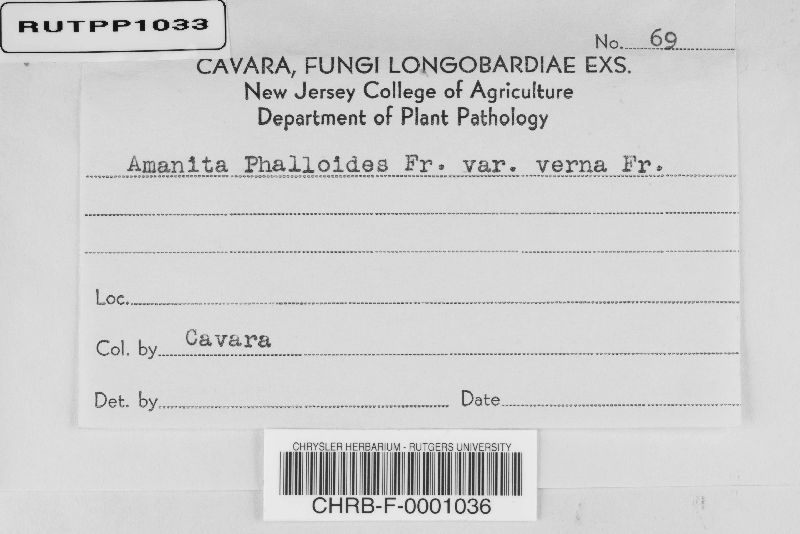 RUTPP1033
No. 69
CAVARA, FUNGI LONGOBARDIAE EXS.
New Jersey College of Agriculture
Department of Plant Pathology
Amanita Phalloides Fr. var. verna Fr.
Loc.
Col. by Cavara
Det. by Date
CHRYSLER HERBARIUM - RUTGERS UNIVERSITY
CHRB-F-0001036